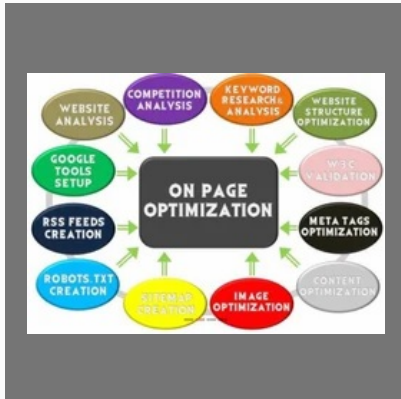 COMPETITION
ANALYSIS
KEYWORD
RESEARCH &
ANALYSIS
WEBSITE
ANALYSIS
WEBSITE
STRUCTURE
OPTIMIZATION
GOOGLE
TOOLS
SETUP
W3C
VALIDATION
ON PAGE
OPTIMIZATION
RSS FEEDS
CREATION
META TAGS
OPTIMIZATION
ROBOTS.TXT
CREATION
CONTENT
OPTIMIZATION
SITEMAP
CREATION
IMAGE
OPTIMIZATION